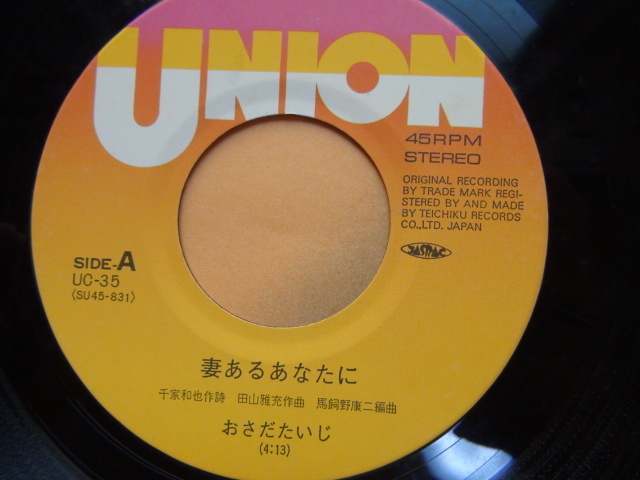 UNION
45RPM
STEREO
ORIGINAL RECORDING
BY TRADE MARK REGI-
STERED BY AND MADE
BY TEICHIKU RECORDS
CO.,LTD. JAPAN
JASRAC
SIDE-A
UC-35
〈SU45-831〉
妻あるあなたに
千家和也作詩 田山雅充作曲 馬飼野康二編曲
おさだたいじ
(4:13)